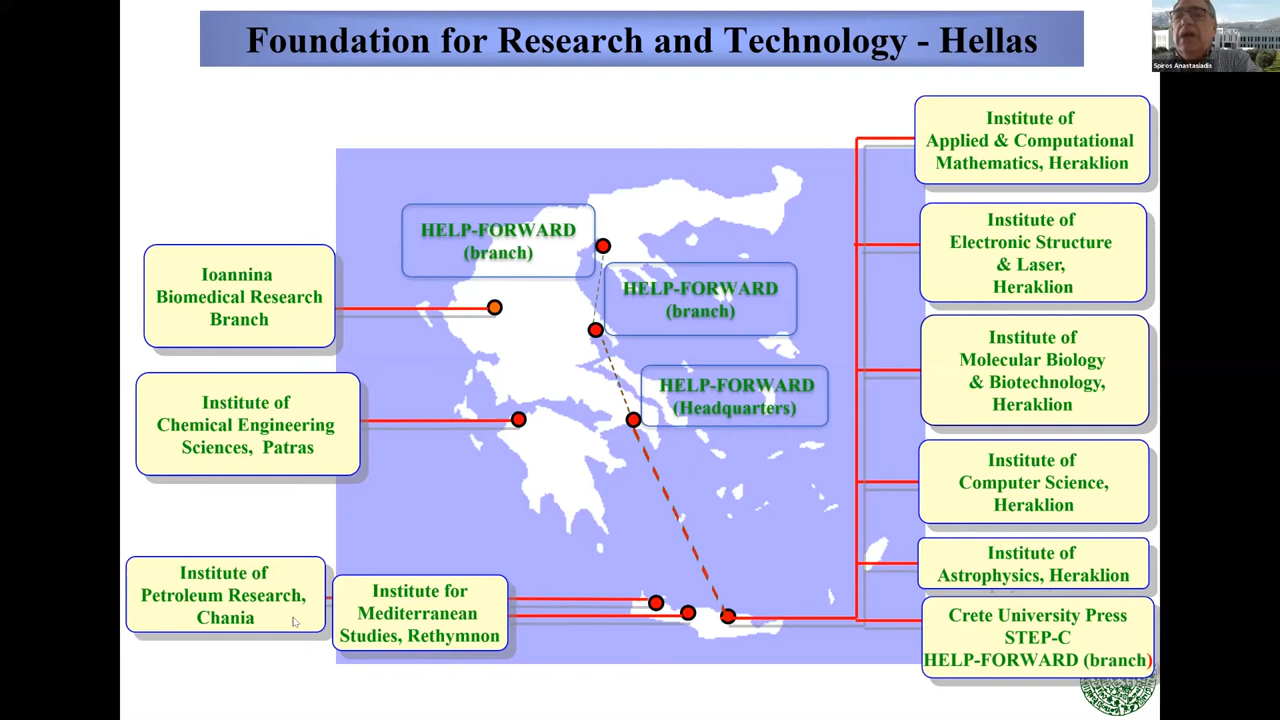 Foundation for Research and Technology - Hellas
Spiros Anastasiadis
Institute of
Applied & Computational
Mathematics, Heraklion
HELP-FORWARD
(branch)
Institute of
Electronic Structure
& Laser,
Heraklion
Ioannina
Biomedical Research
Branch
HELP-FORWARD
(branch)
Institute of
Molecular Biology
& Biotechnology,
Heraklion
HELP-FORWARD
(Headquarters)
Institute of
Chemical Engineering
Sciences, Patras
Institute of
Computer Science,
Heraklion
Institute of
Astrophysics, Heraklion
Institute of
Petroleum Research,
Chania
Institute for
Mediterranean
Studies, Rethymnon
Crete University Press
STEP-C
HELP-FORWARD (branch)